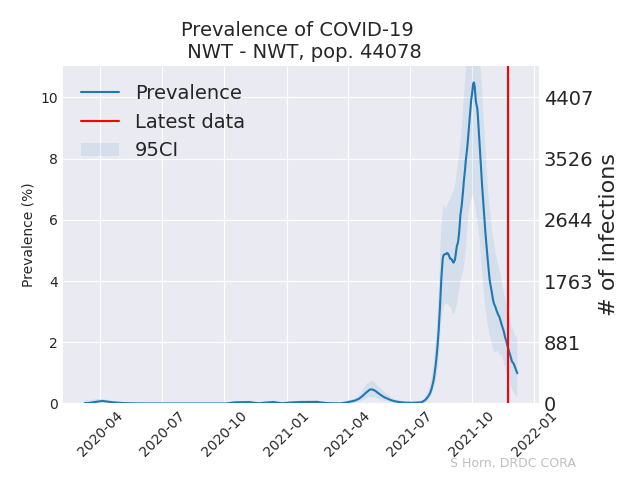 Prevalence of COVID-19
NWT - NWT, pop. 44078
Prevalence
Latest data
95CI
Prevalence (%)
10
8
6
4
2
0
4407
3526
2644
1763
881
0
# of infections
2020-04
2020-07
2020-10
2021-01
2021-04
2021-07
2021-10
2022-01
S Horn, DRDC CORA